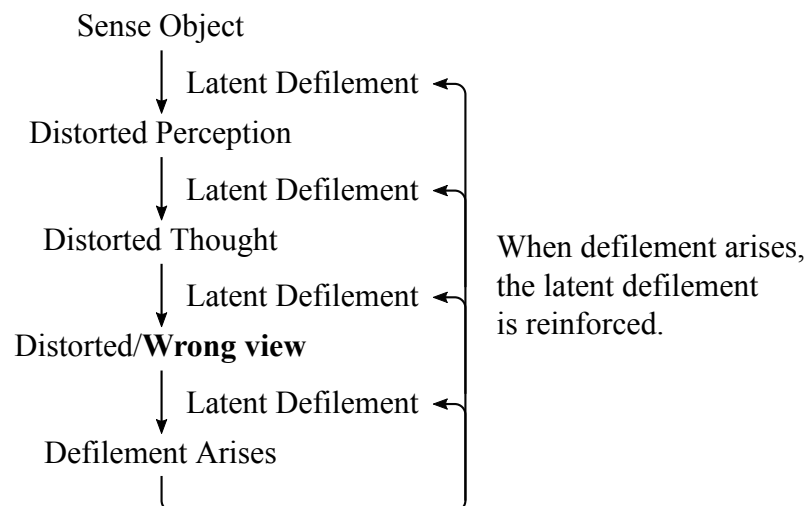 Sense Object
Latent Defilement
Distorted Perception
Latent Defilement
Distorted Thought
Latent Defilement
Distorted/Wrong view
Latent Defilement
Defilement Arises
When defilement arises,
the latent defilement
is reinforced.